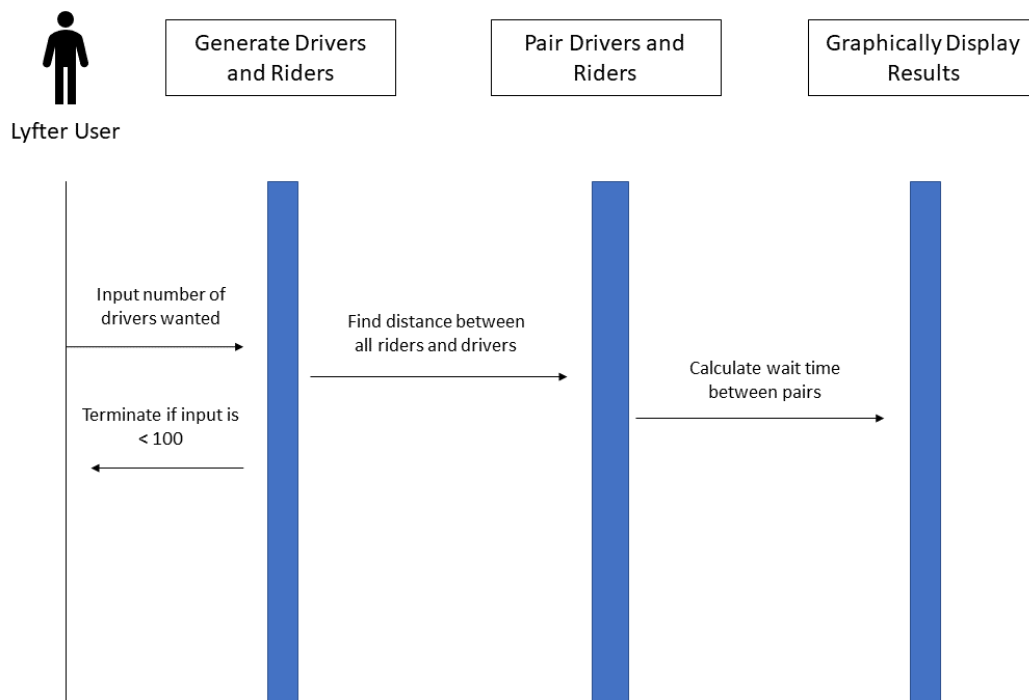 Generate Drivers
and Riders
Pair Drivers and
Riders
Graphically Display
Results
Lyfter User
Input number of
drivers wanted
Find distance between
all riders and drivers
Calculate wait time
between pairs
Terminate if input is
< 100